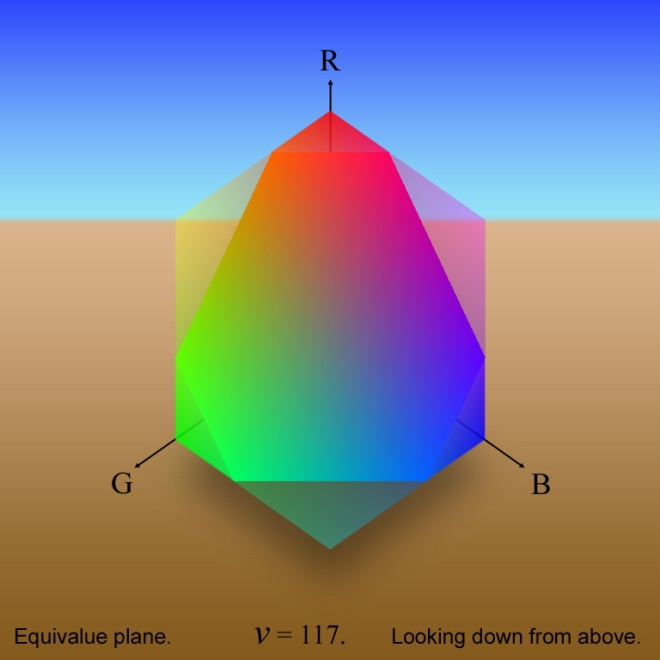 R
G
B
Equivalue plane. v = 117. Looking down from above.